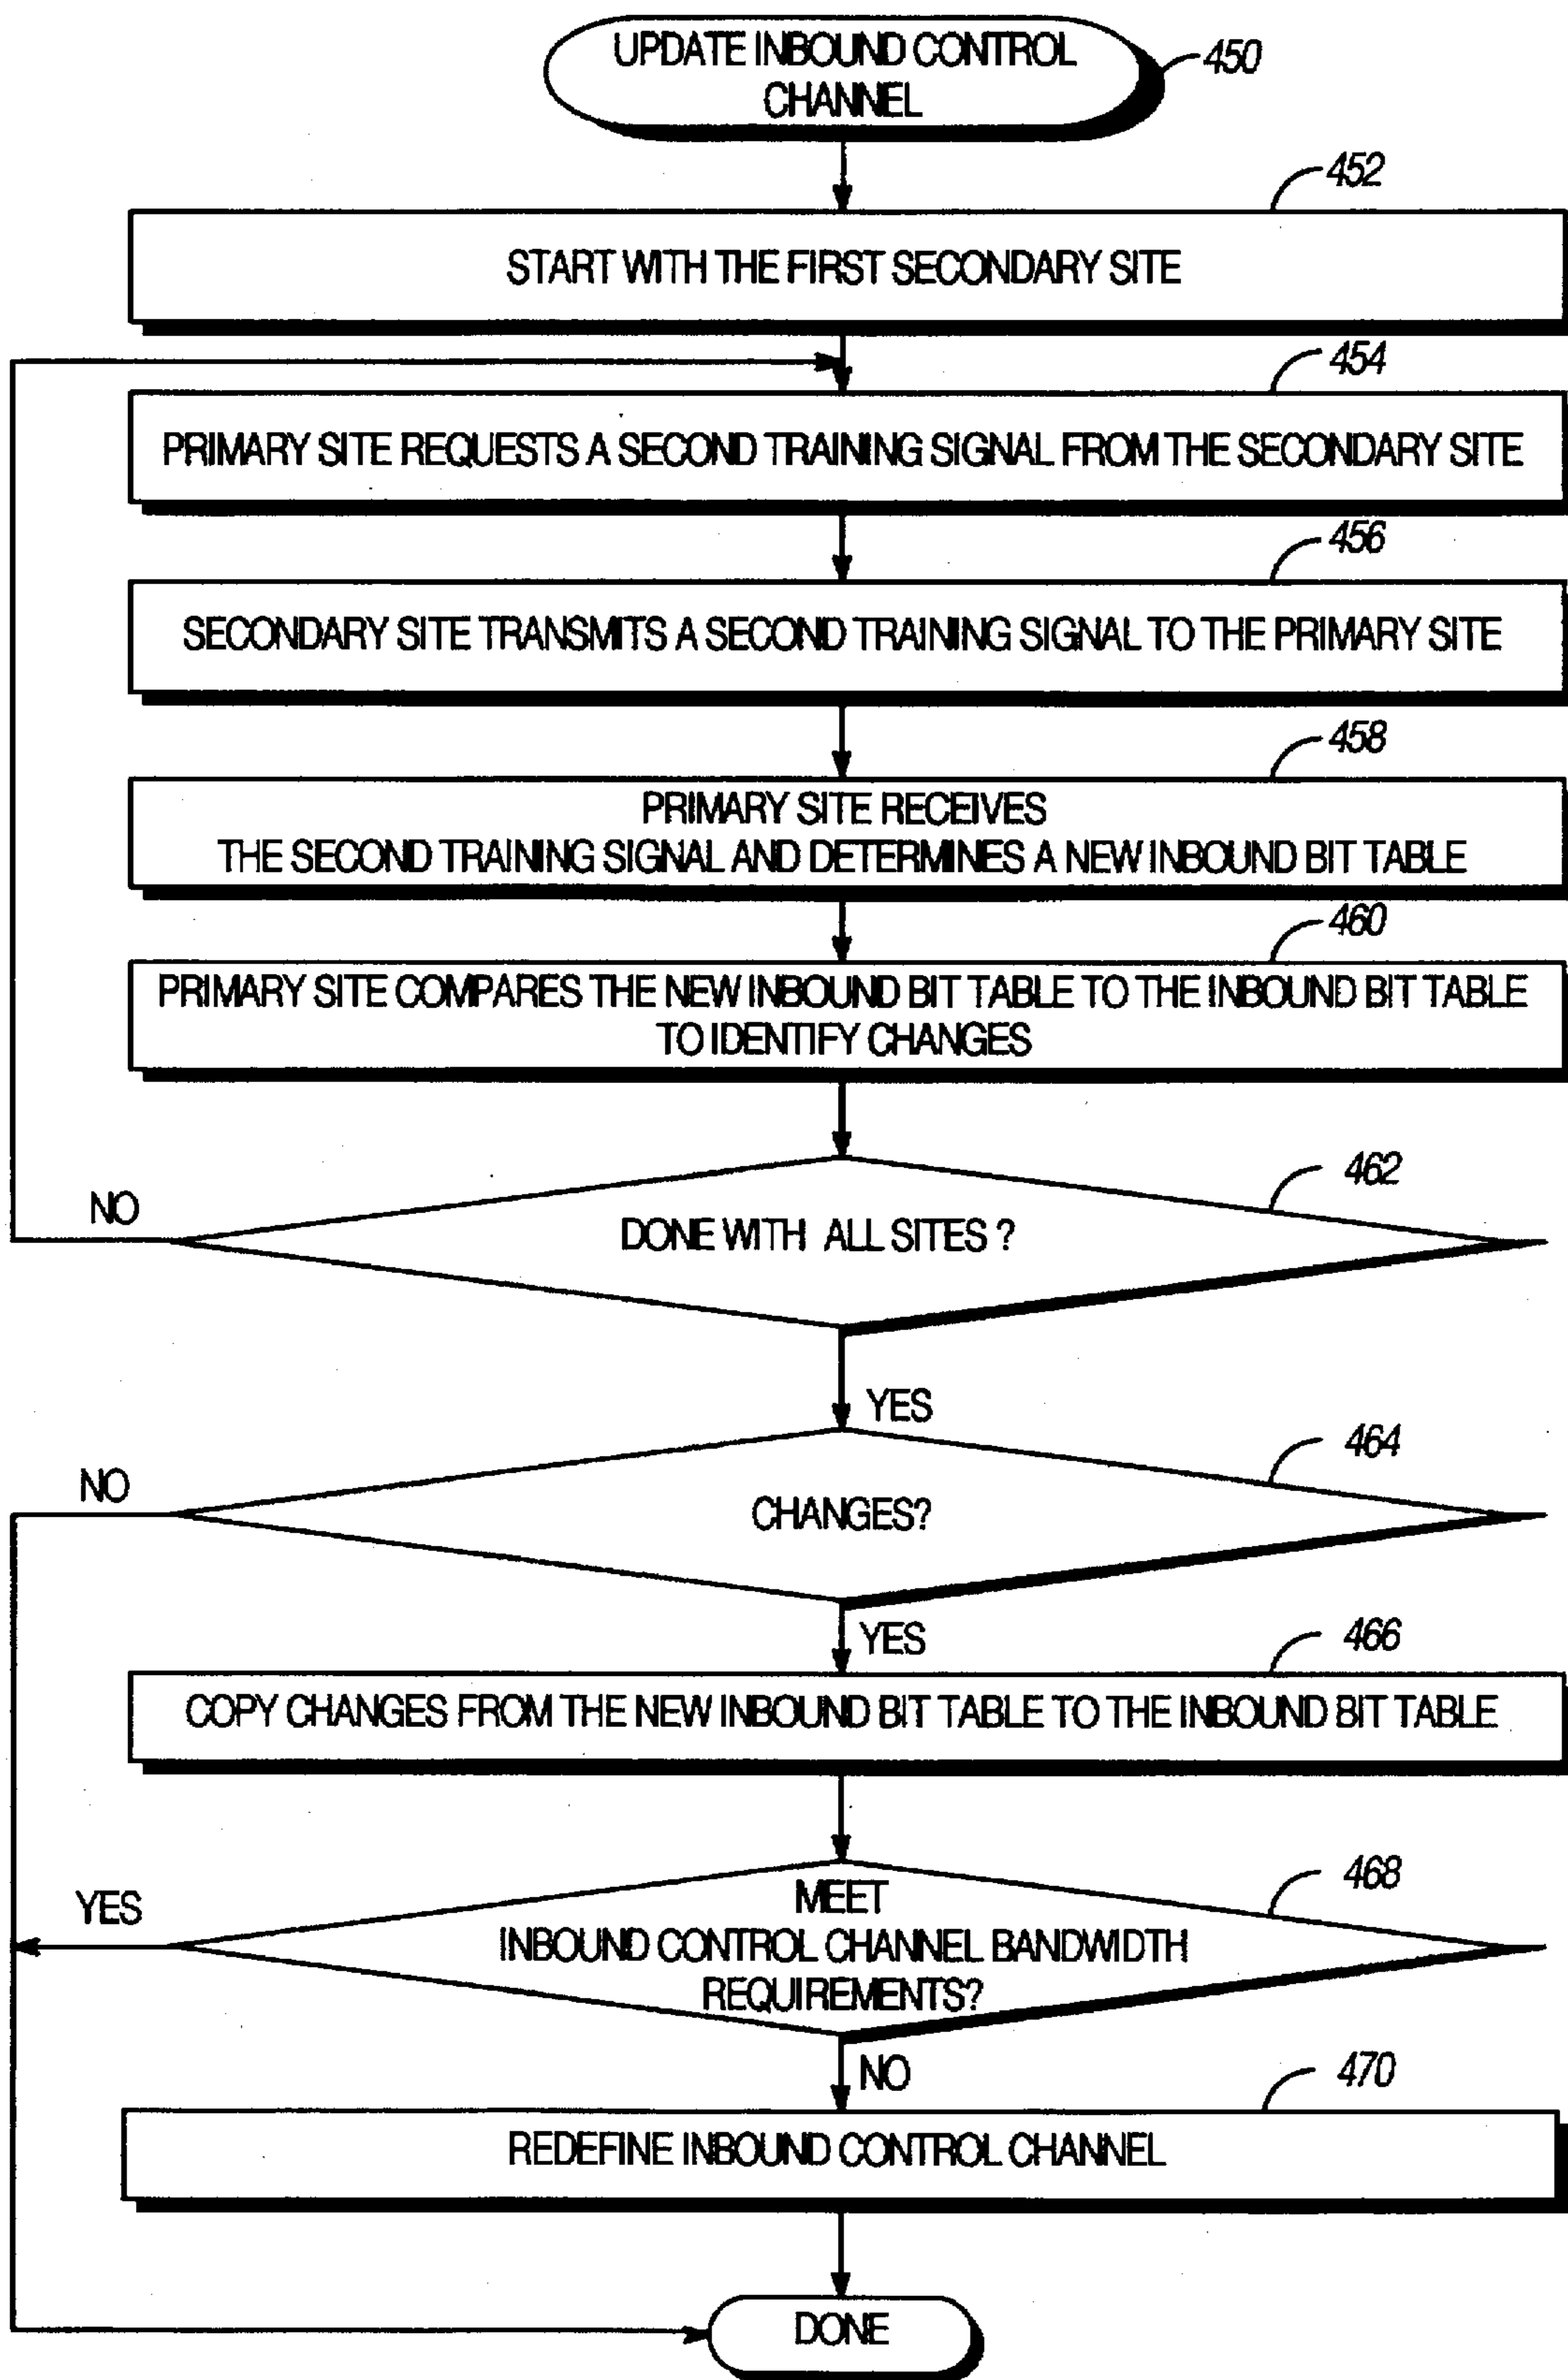 UPDATE INBOUND CONTROL
CHANNEL
450
452
START WITH THE FIRST SECONDARY SITE
454
PRIMARY SITE REQUESTS A SECOND TRAINING SIGNAL FROM THE SECONDARY SITE
456
SECONDARY SITE TRANSMITS A SECOND TRAINING SIGNAL TO THE PRIMARY SITE
458
PRIMARY SITE RECEIVES
THE SECOND TRAINING SIGNAL AND DETERMINES A NEW INBOUND BIT TABLE
460
PRIMARY SITE COMPARES THE NEW INBOUND BIT TABLE TO THE INBOUND BIT TABLE
TO IDENTIFY CHANGES
462
NO
DONE WITH ALL SITES ?
YES
464
NO
CHANGES?
YES
466
COPY CHANGES FROM THE NEW INBOUND BIT TABLE TO THE INBOUND BIT TABLE
468
YES
MEET
INBOUND CONTROL CHANNEL BANDWIDTH
REQUIREMENTS?
NO
470
REDEFINE INBOUND CONTROL CHANNEL
DONE